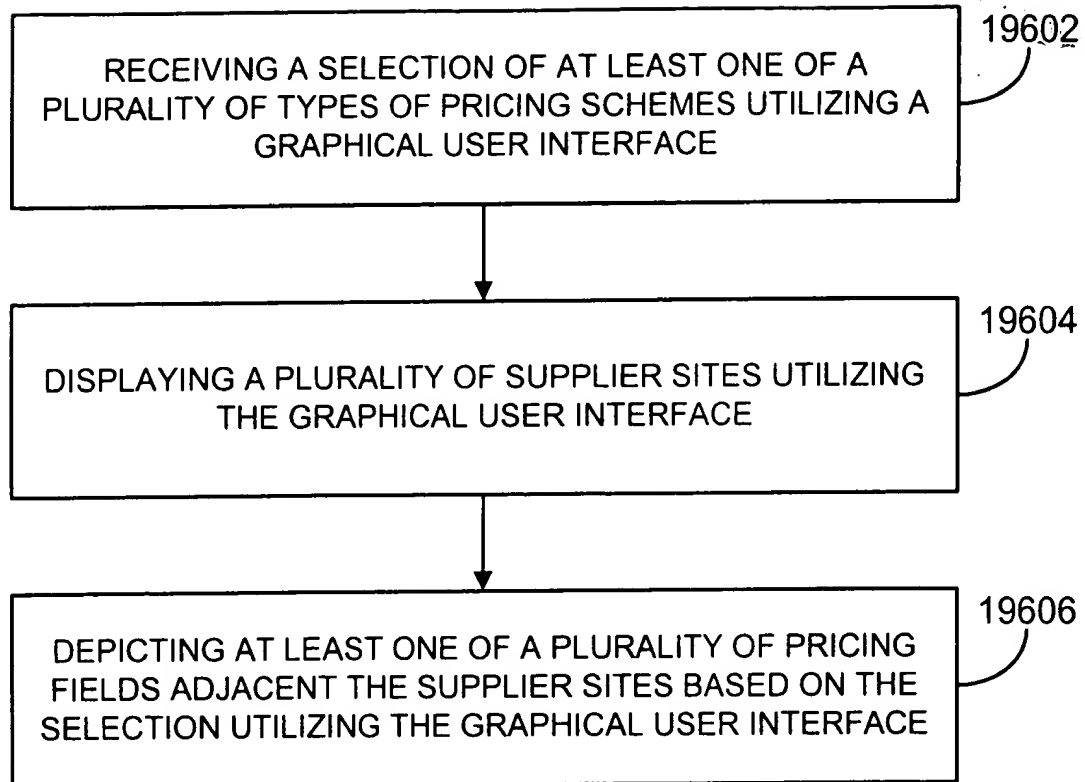 19602
RECEIVING A SELECTION OF AT LEAST ONE OF A
PLURALITY OF TYPES OF PRICING SCHEMES UTILIZING A
GRAPHICAL USER INTERFACE
19604
DISPLAYING A PLURALITY OF SUPPLIER SITES UTILIZING
THE GRAPHICAL USER INTERFACE
19606
DEPICTING AT LEAST ONE OF A PLURALITY OF PRICING
FIELDS ADJACENT THE SUPPLIER SITES BASED ON THE
SELECTION UTILIZING THE GRAPHICAL USER INTERFACE